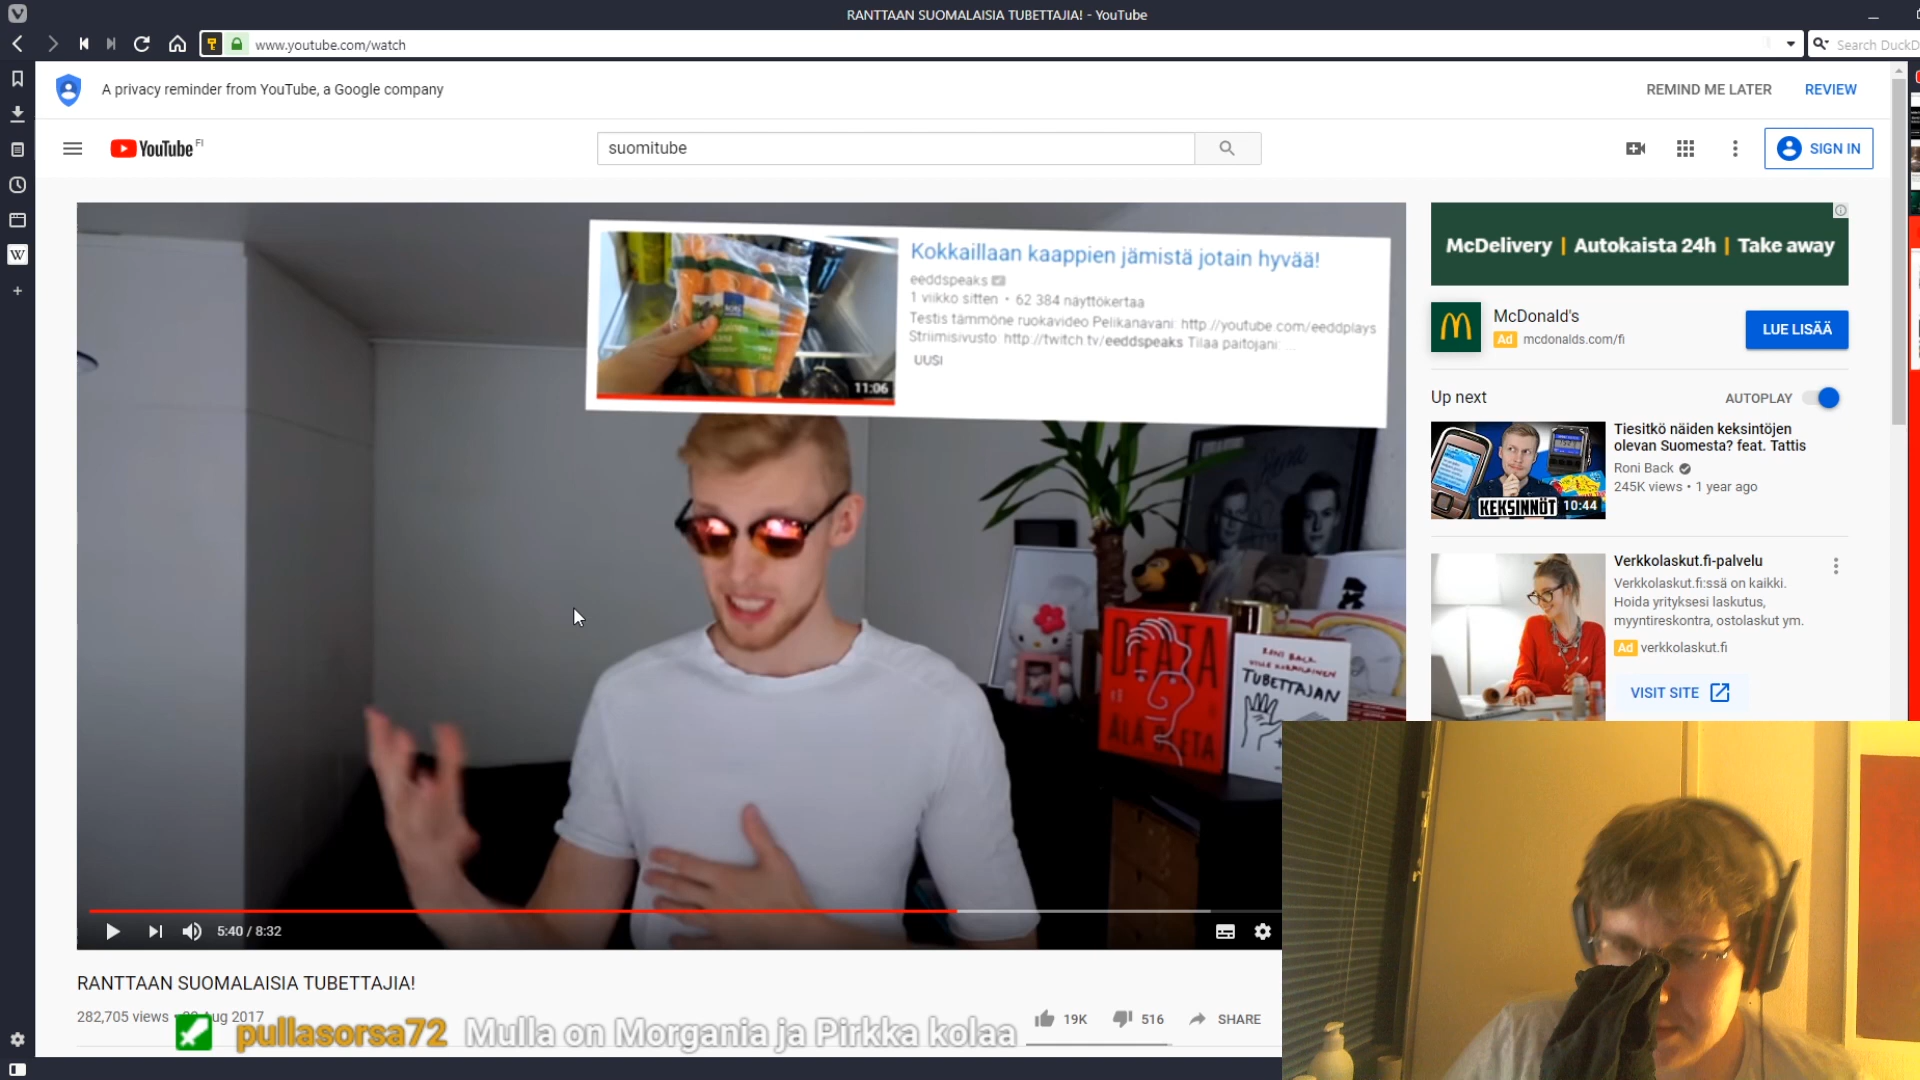 RANTTAAN SUOMALAISIA TUBETTAJIA! - YouTube
www.youtube.com/watch
Search DuckD
A privacy reminder from YouTube, a Google company
REMIND ME LATER
REVIEW
YouTube FI
suomitube
SIGN IN
Kokkaillaan kaappien jämistä jotain hyvää!
eeddspeaks
1 viikko sitten • 62 384 näyttökertaa
Testis tämmöne ruokavideo Pelikanavani: http://youtube.com/eeddplays
Striimisivusto: http://twitch.tv/eeddspeaks Tilaa paitojani: ...
UUSI
11:06
McDelivery | Autokaista 24h | Take away
McDonald's
Ad mcdonalds.com/fi
LUE LISÄÄ
Up next
AUTOPLAY
Tiesitkö näiden keksintöjen
olevan Suomesta? feat. Tattis
Roni Back
245K views • 1 year ago
KEKSINNÖT
10:44
Verkkolaskut.fi-palvelu
Verkkolaskut.fi:ssä on kaikki.
Hoida yrityksesi laskutus,
myyntireskontra, ostolaskut ym.
Ad verkkolaskut.fi
VISIT SITE
RONI BACK
TUBETTAJAN
ÄLÄ
5:40 / 8:32
RANTTAAN SUOMALAISIA TUBETTAJIA!
282,705 views • Aug 2017
19K
516
SHARE
pullasorsa72 Mulla on Morgania ja Pirkka kolaa
W